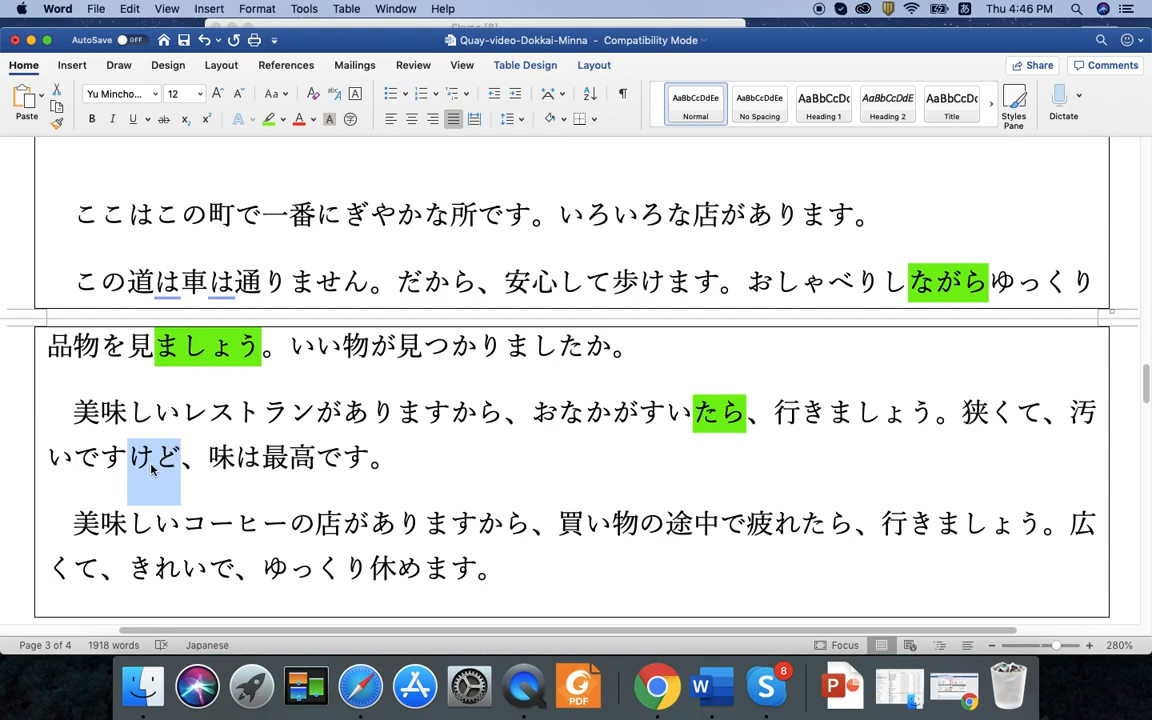 Word File Edit View Insert Format Tools Table Window Help Thu 4:46 PM
AutoSave OFF Quay-video-Dokkai-Minna - Compatibility Mode
Home Insert Draw Design Layout References Mailings Review View Table Design Layout Share Comments
Paste Yu Mincho... 12 AaBbCcDdEe Normal AaBbCcDdEe No Spacing AaBbCcDc Heading 1 AaBbCcDdEe Heading 2 AaBbCcDdE Title Styles Pane Dictate
ここはこの町で一番にぎやかな所です。いろいろな店があります。
この道は車は通りません。だから、安心して歩けます。おしゃべりしながらゆっくり
品物を見ましょう。いい物が見つかりましたか。
美味しいレストランがありますから、おなかがすいたら、行きましょう。狭くて、汚
いですけど、味は最高です。
美味しいコーヒーの店がありますから、買い物の途中で疲れたら、行きましょう。広
くて、きれいで、ゆっくり休めます。
Page 3 of 4 1918 words Japanese Focus 280%
PDF W S 8 P